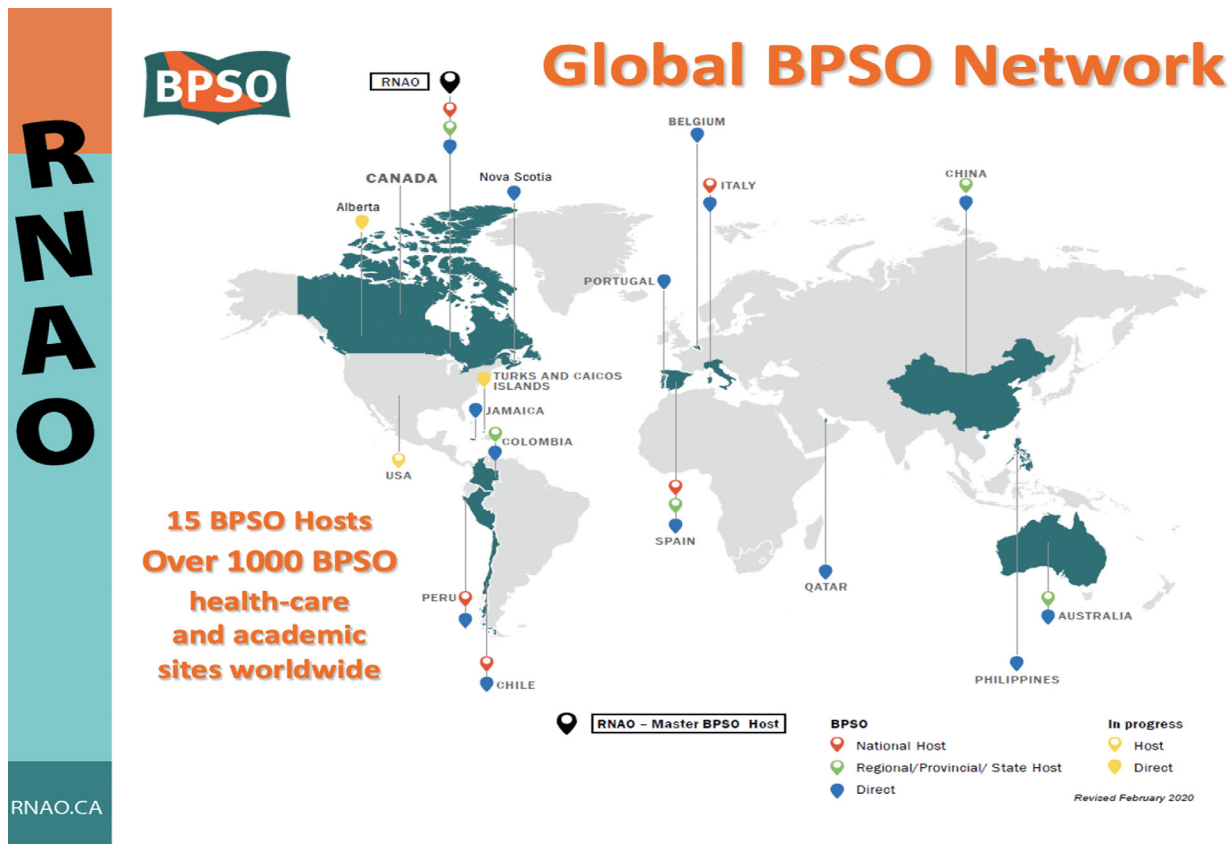 RNAO
RNAO.CA
BPSO
Global BPSO Network
RNAO
BELGIUM
CANADA
Nova Scotia
ITALY
CHINA
Alberta
PORTUGAL
TURKS AND CAICOS
ISLANDS
JAMAICA
COLOMBIA
USA
15 BPSO Hosts
Over 1000 BPSO
health-care
and academic
sites worldwide
SPAIN
QATAR
PERU
AUSTRALIA
CHILE
PHILIPPINES
RNAO – Master BPSO Host
BPSO
National Host
Regional/Provincial/ State Host
Direct
In progress
Host
Direct
Revised February 2020